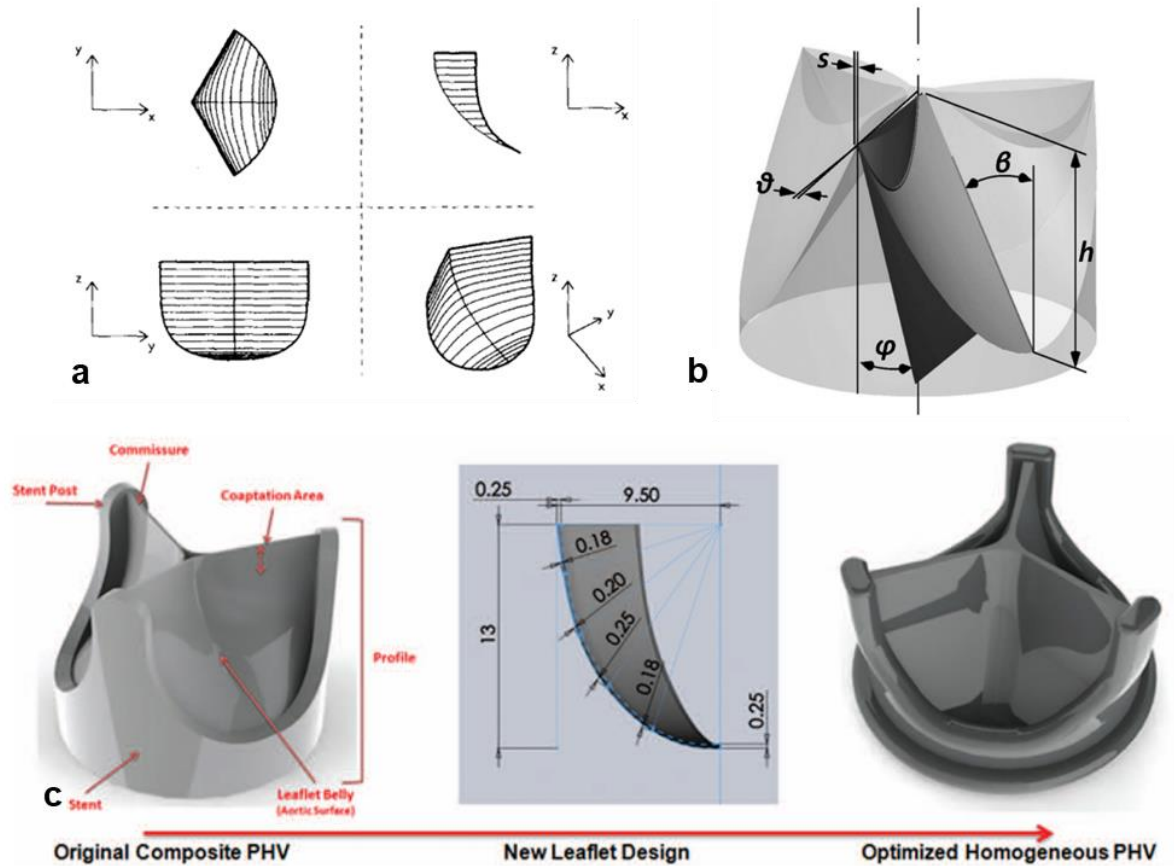 y
x
z
x
z
y
z
y
x
a
s
ϑ
β
h
φ
b
Commissure
Stent Post
Coaptation Area
Profile
Leaflet Belly
(Aortic Surface)
Stent
c
0.25
9.50
0.18
0.20
0.25
0.18
13
0.25
Original Composite PHV
New Leaflet Design
Optimized Homogeneous PHV